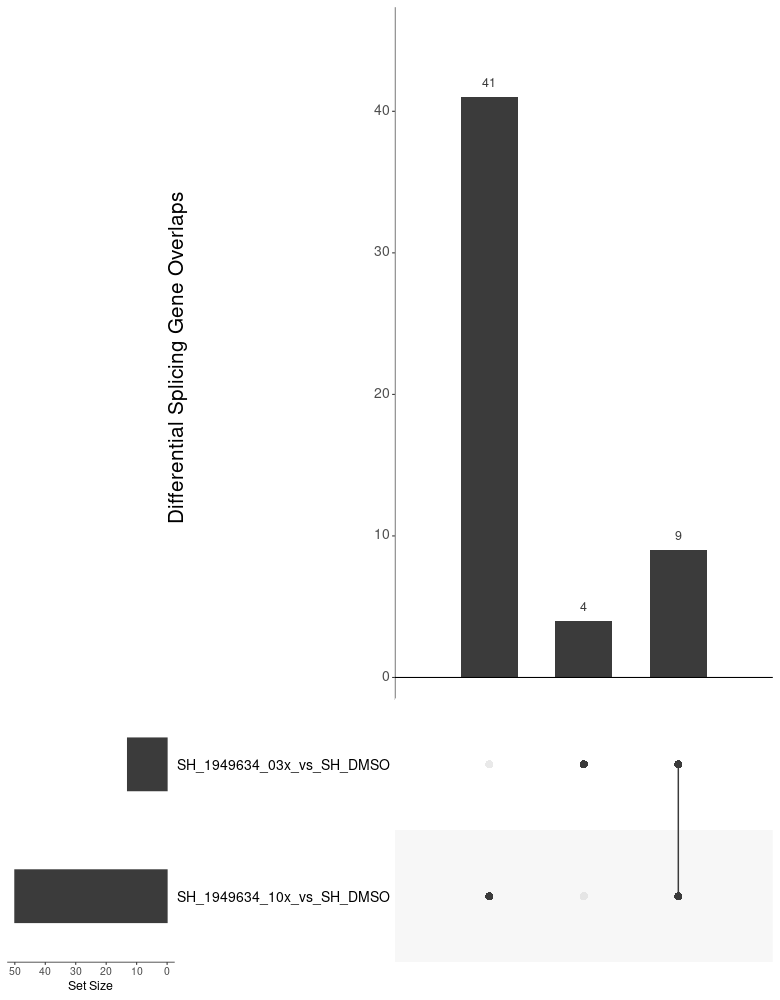 Differential Splicing Gene Overlaps
40
30
20
10
0
41
4
9
SH_1949634_03x_vs_SH_DMSO
SH_1949634_10x_vs_SH_DMSO
50 40 30 20 10 0
Set Size